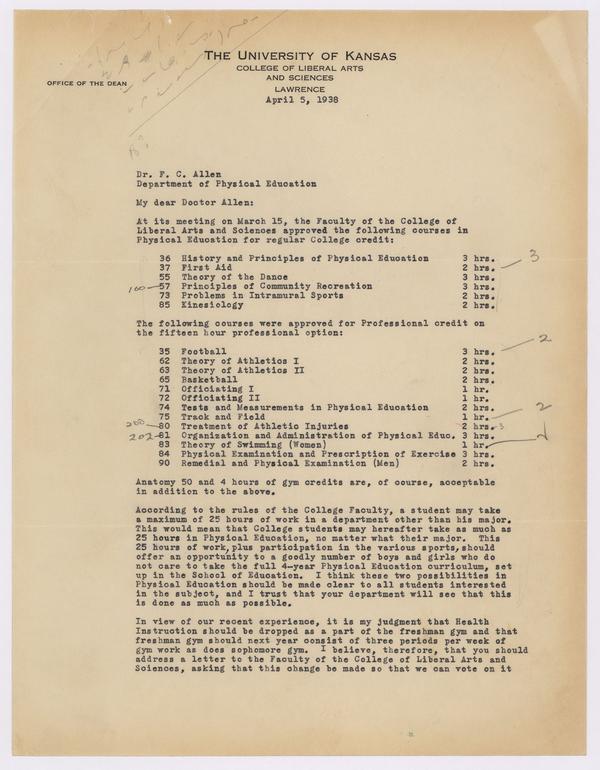 THE UNIVERSITY OF KANSAS
COLLEGE OF LIBERAL ARTS
AND SCIENCES
OFFICE OF THE DEAN
LAWRENCE
April 5, 1938
Dr. F. C. Allen
Department of Physical Education
My dear Doctor Allen:
At its meeting on March 15, the Faculty of the College of
Liberal Arts and Sciences approved the following courses in
Physical Education for regular College credit:
36 History and Principles of Physical Education 3 hrs. 3
37 First Aid 2 hrs.
55 Theory of the Dance 3 hrs.
100 57 Principles of Community Recreation 3 hrs.
73 Problems in Intramural Sports 2 hrs.
85 Kinesiology 2 hrs.
The following courses were approved for Professional credit on
the fifteen hour professional option:
35 Football 3 hrs. 2
62 Theory of Athletics I 2 hrs.
63 Theory of Athletics II 2 hrs.
65 Basketball 2 hrs.
71 Officiating I 1 hr.
72 Officiating II 1 hr.
74 Tests and Measurements in Physical Education 2 hrs. 2
75 Track and Field 1 hr.
200 80 Treatment of Athletic Injuries 2 hrs. 3
202 81 Organization and Administration of Physical Educ. 3 hrs.
83 Theory of Swimming (Women) 1 hr.
84 Physical Examination and Prescription of Exercise 3 hrs.
90 Remedial and Physical Examination (Men) 2 hrs.
Anatomy 50 and 4 hours of gym credits are, of course, acceptable
in addition to the above.
According to the rules of the College Faculty, a student may take
a maximum of 25 hours of work in a department other than his major.
This would mean that College students may hereafter take as much as
25 hours in Physical Education, no matter what their major. This
25 hours of work, plus participation in the various sports, should
offer an opportunity to a goodly number of boys and girls who do
not care to take the full 4-year Physical Education curriculum, set
up in the School of Education. I think these two possibilities in
Physical Education should be made clear to all students interested
in the subject, and I trust that your department will see that this
is done as much as possible.
In view of our recent experience, it is my judgment that Health
Instruction should be dropped as a part of the freshman gym and that
freshman gym should next year consist of three periods per week of
gym work as does sophomore gym. I believe, therefore, that you should
address a letter to the Faculty of the College of Liberal Arts and
Sciences, asking that this change be made so that we can vote on it